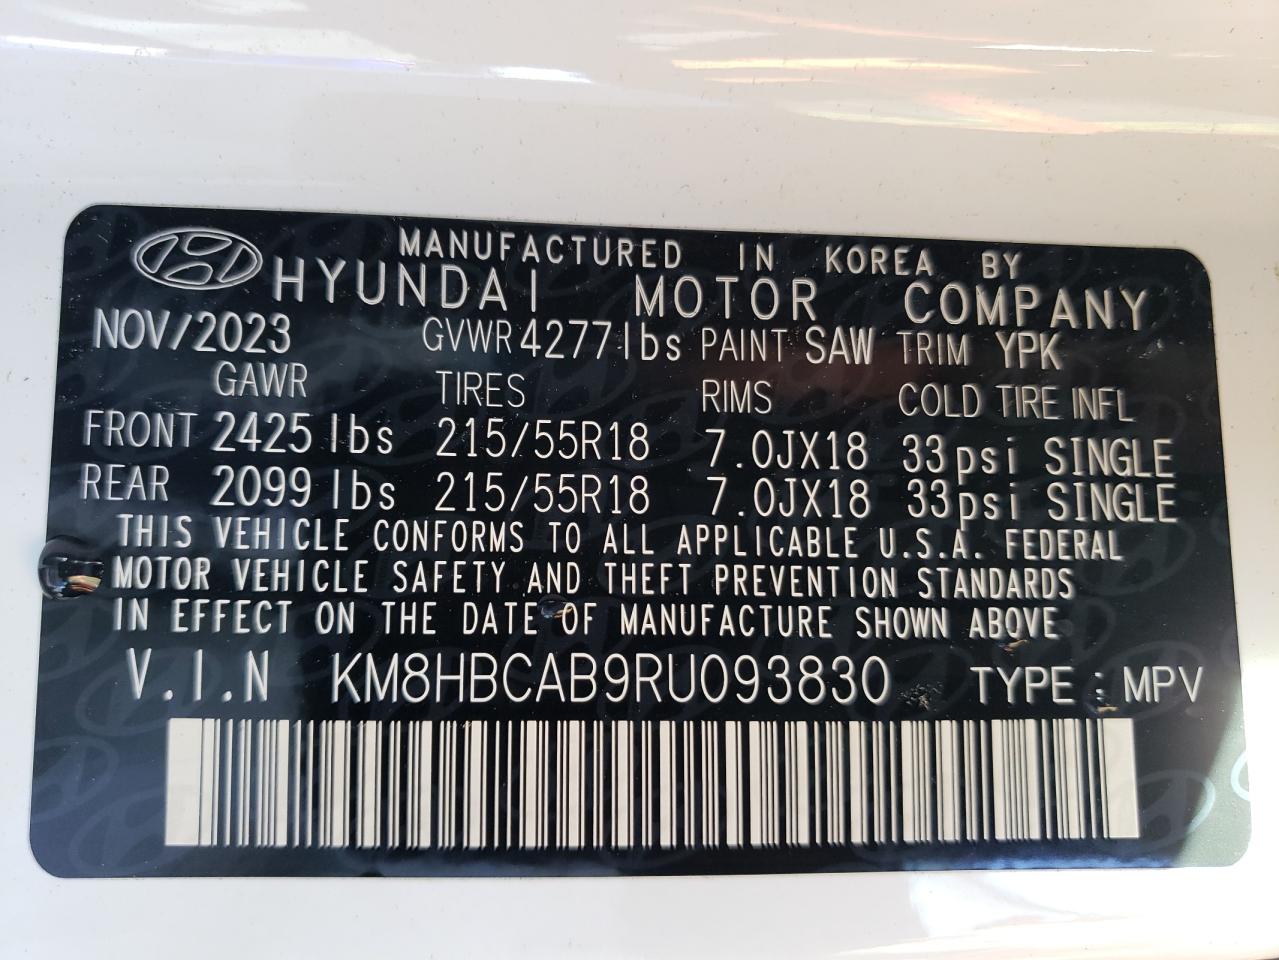 MANUFACTURED IN KOREA BY
HYUNDAI MOTOR COMPANY
NOV/2023 GVWR 4277lbs PAINT SAW TRIM YPK
GAWR TIRES RIMS COLD TIRE INFL
FRONT 2425 lbs 215/55R18 7.0JX18 33psi SINGLE
REAR 2099 lbs 215/55R18 7.0JX18 33psi SINGLE
THIS VEHICLE CONFORMS TO ALL APPLICABLE U.S.A. FEDERAL
MOTOR VEHICLE SAFETY AND THEFT PREVENTION STANDARDS
IN EFFECT ON THE DATE OF MANUFACTURE SHOWN ABOVE
V.I.N KM8HBCAB9RU093830 TYPE : MPV